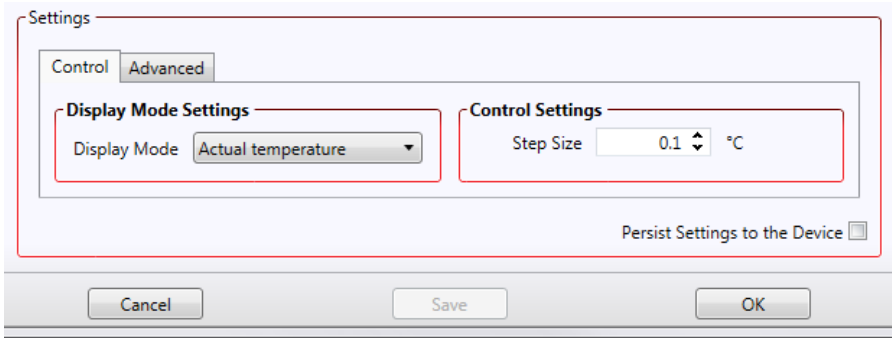 Settings
Control Advanced
Display Mode Settings Control Settings
Display Mode Actual temperature Step Size 0.1 °C
Persist Settings to the Device
Cancel Save OK